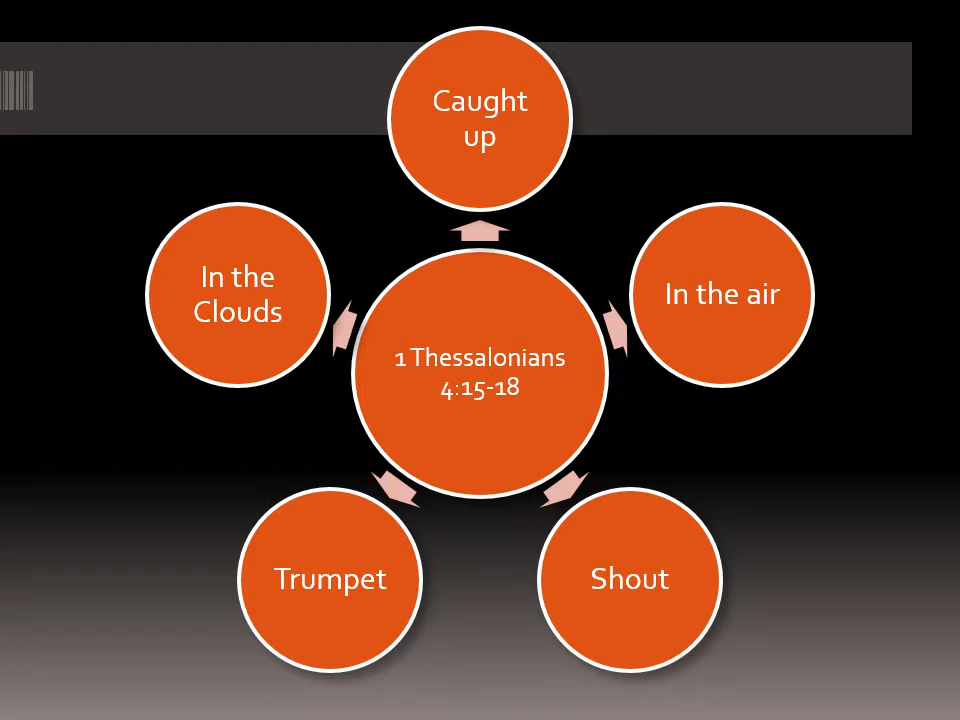 Caught
up
In the
Clouds
In the air
1 Thessalonians
4:15-18
Trumpet
Shout